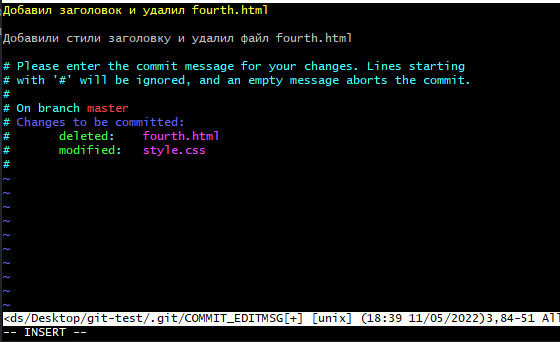 Добавил заголовок и удалил fourth.html
Добавили стили заголовку и удалил файл fourth.html
# Please enter the commit message for your changes. Lines starting
# with '#' will be ignored, and an empty message aborts the commit.
#
# On branch master
# Changes to be committed:
#       deleted:    fourth.html
#       modified:   style.css
#
~
~
~
~
~
~
~
~
~
~
<ds/Desktop/git-test/.git/COMMIT_EDITMSG[+] [unix] (18:39 11/05/2022)3,84-51 All
-- INSERT --